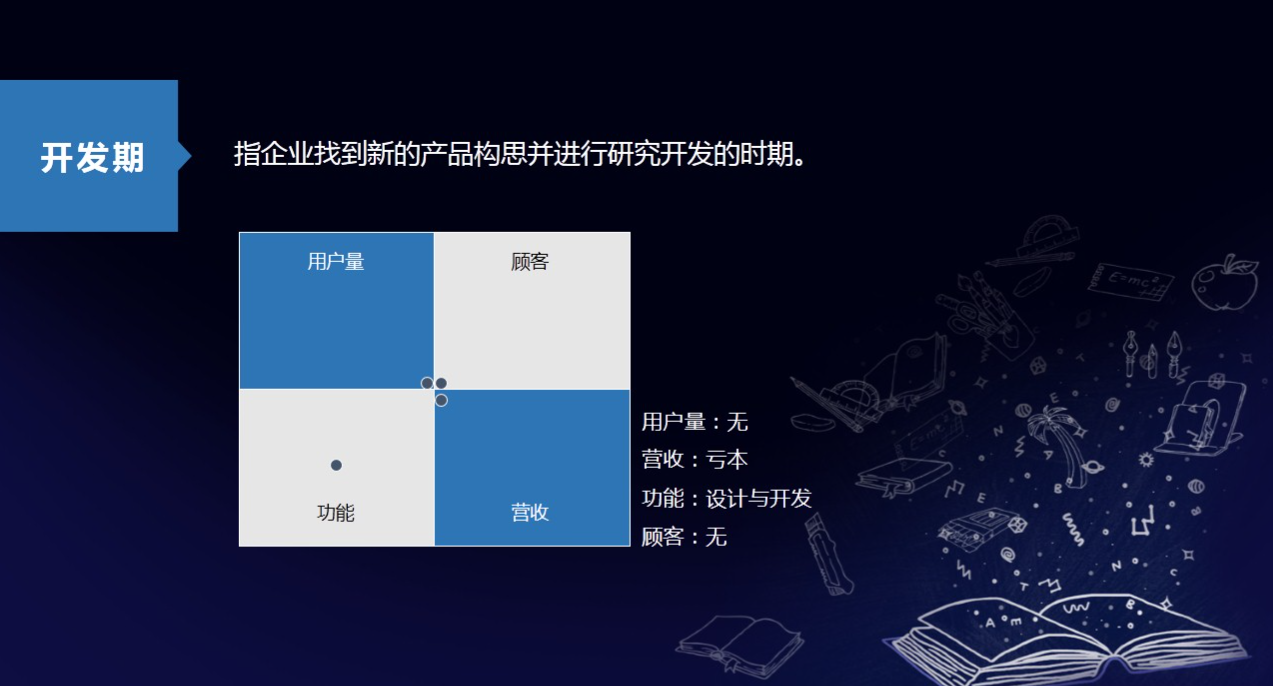 开发期
指企业找到新的产品构思并进行研究开发的时期。
用户量
顾客
功能
营收
用户量：无
营收：亏本
功能：设计与开发
顾客：无
E=mc²